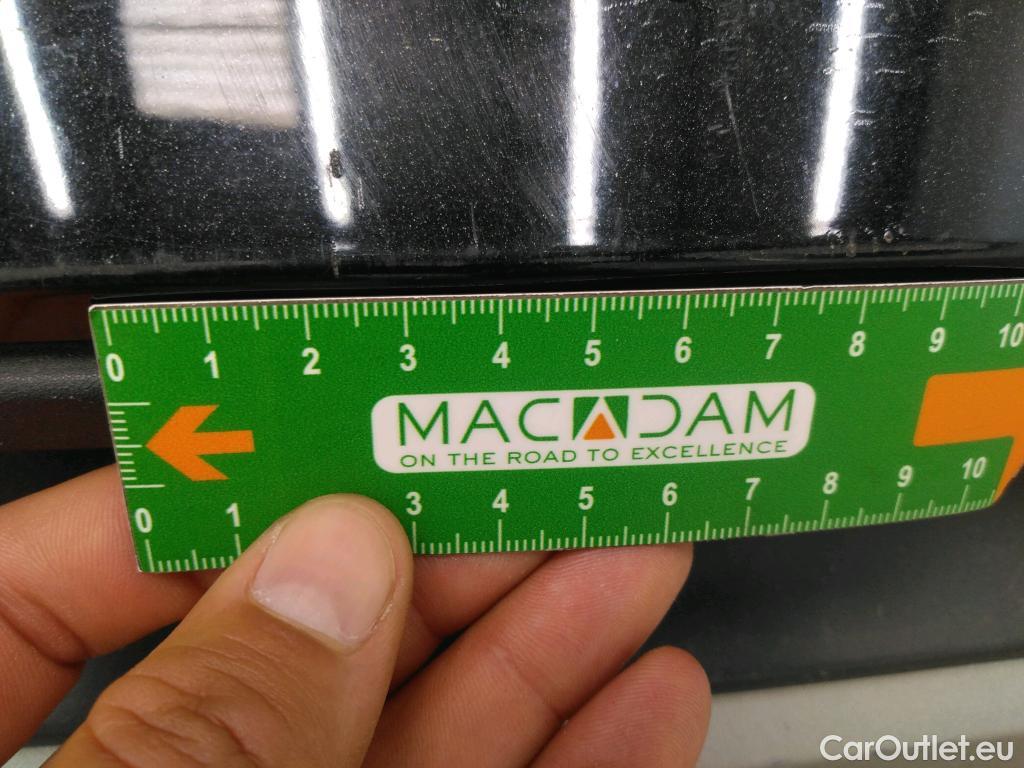 0 1 2 3 4 5 6 7 8 9 10
MACADAM
ON THE ROAD TO EXCELLENCE
0 1 3 4 5 6 7 8 9 10
CarOutlet.eu